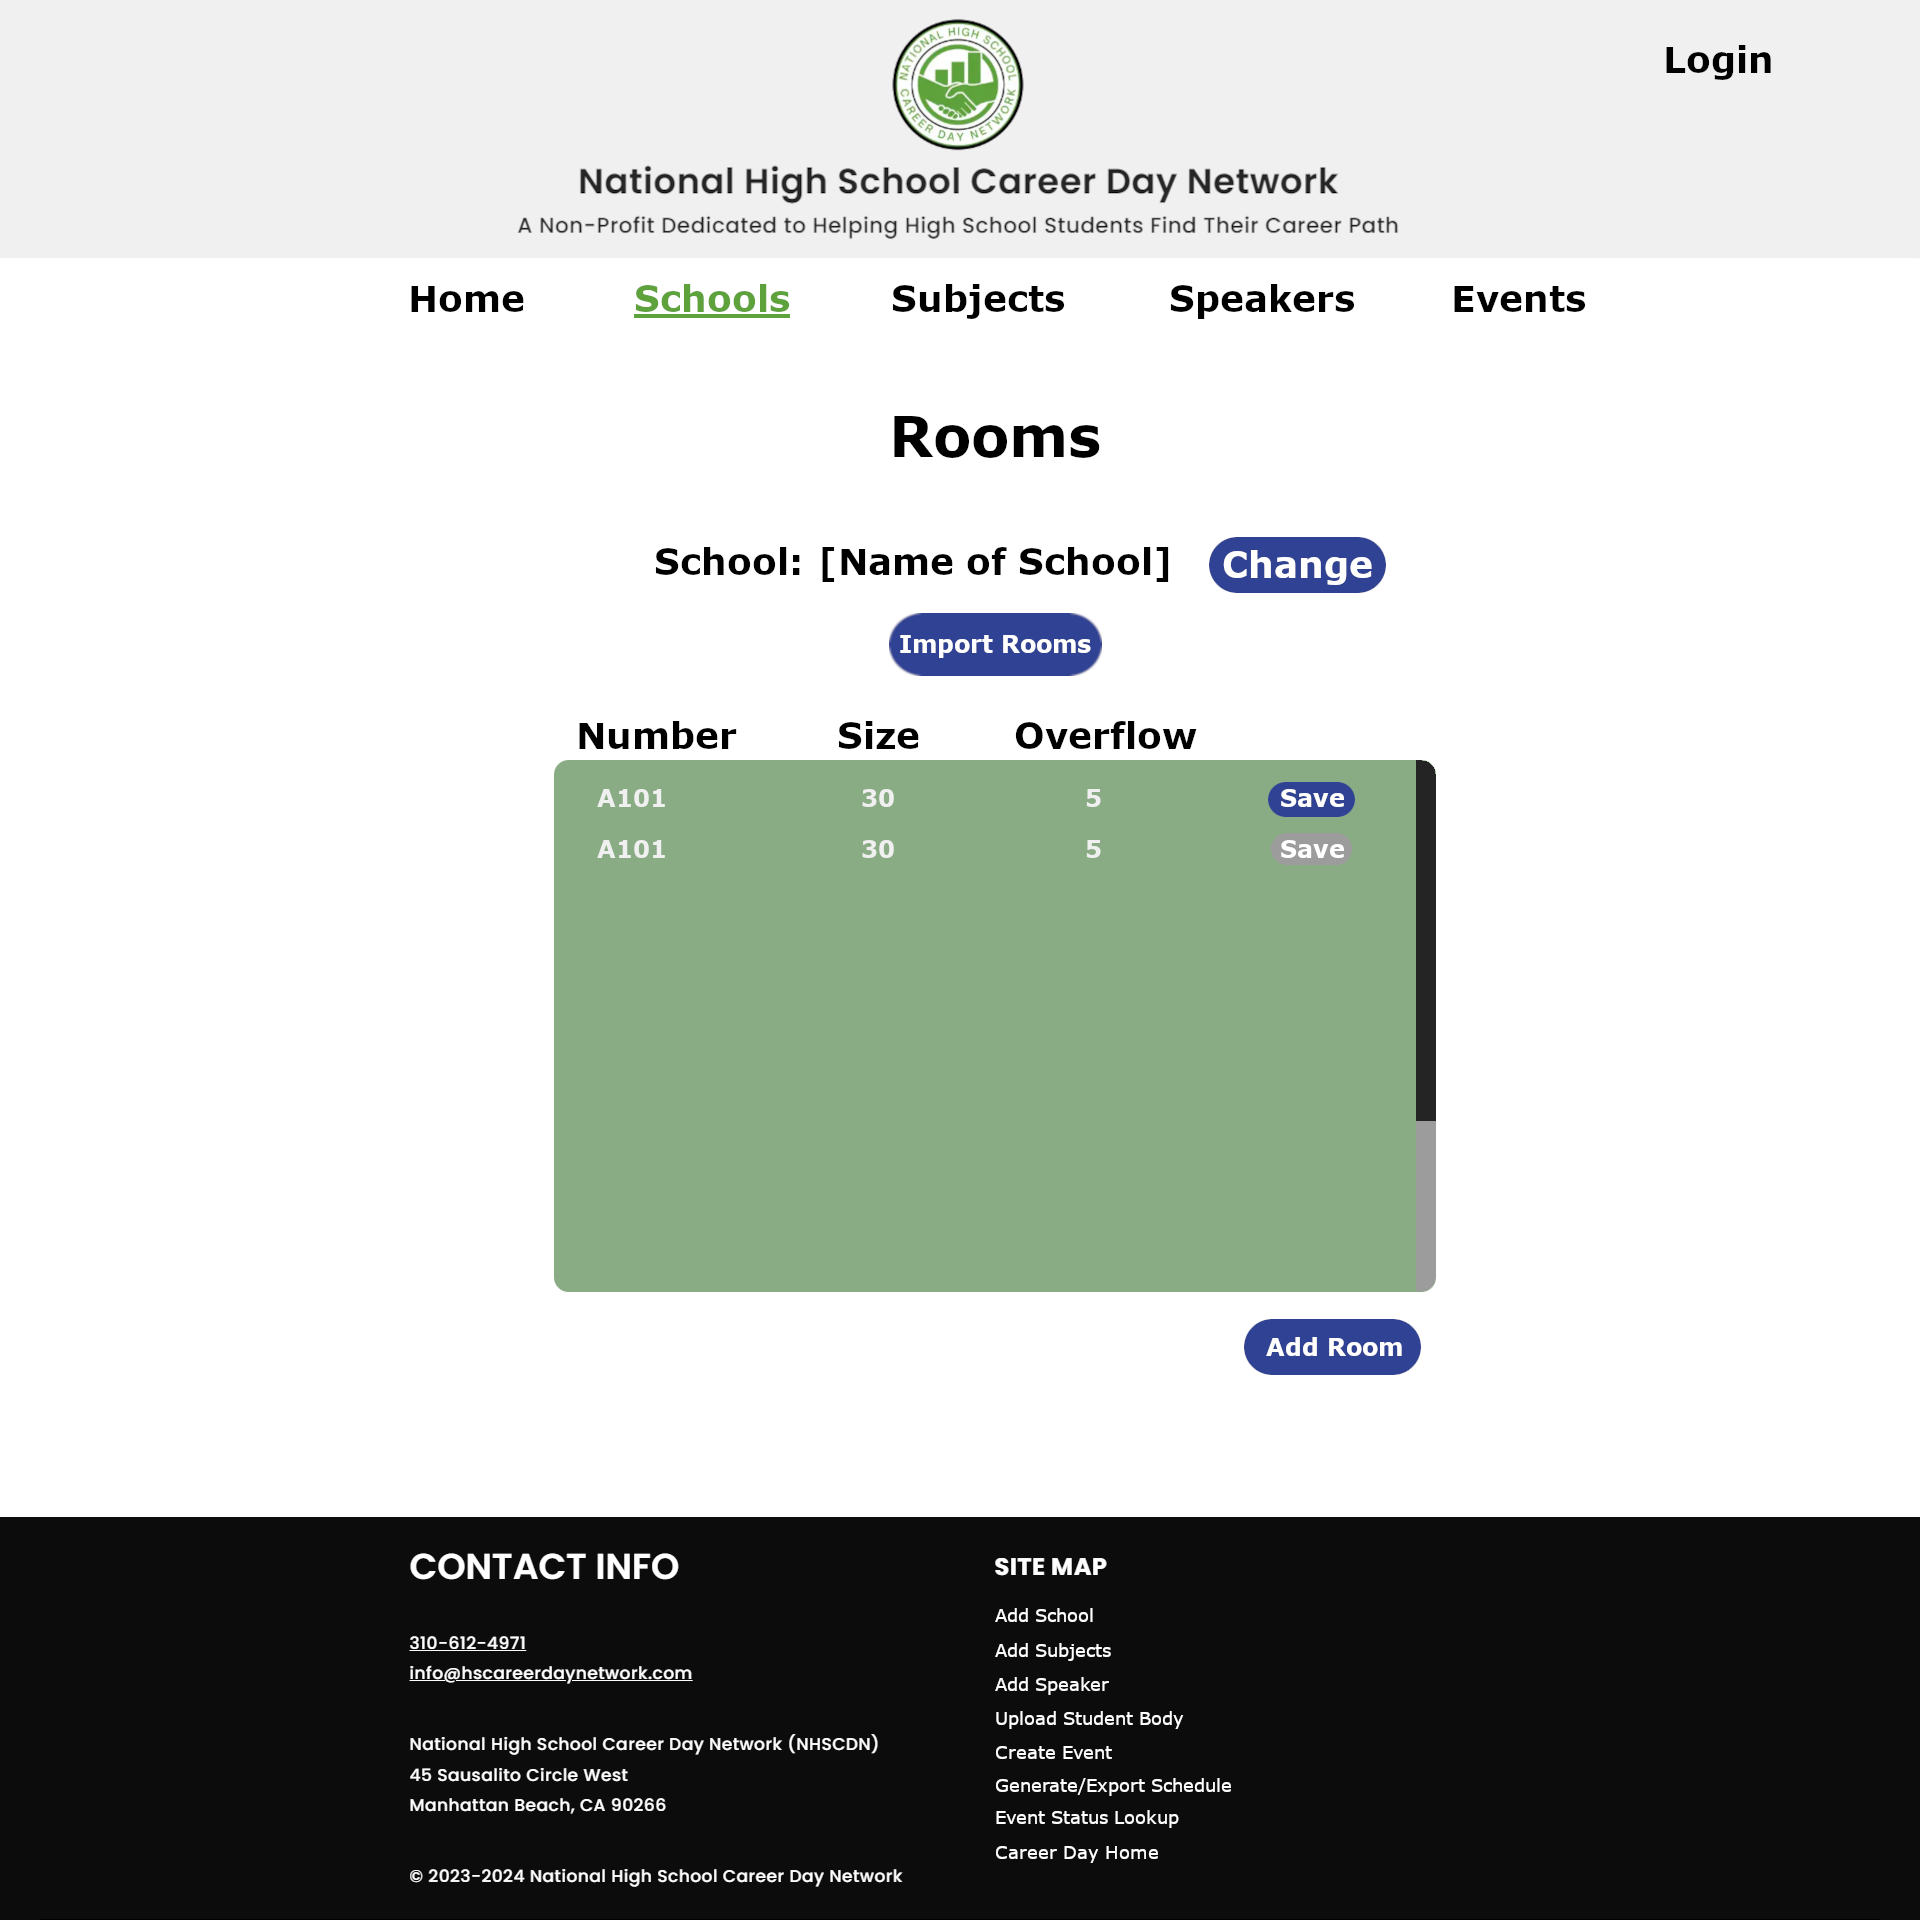 NATIONAL HIGH SCHOOL
CAREER DAY NETWORK
Login
National High School Career Day Network
A Non-Profit Dedicated to Helping High School Students Find Their Career Path
Home Schools Subjects Speakers Events
Rooms
School: [Name of School] Change
Import Rooms
Number Size Overflow
A101 30 5 Save
A101 30 5 Save
Add Room
CONTACT INFO
310-612-4971
info@hscareerdaynetwork.com
National High School Career Day Network (NHSCDN)
45 Sausalito Circle West
Manhattan Beach, CA 90266
© 2023-2024 National High School Career Day Network
SITE MAP
Add School
Add Subjects
Add Speaker
Upload Student Body
Create Event
Generate/Export Schedule
Event Status Lookup
Career Day Home